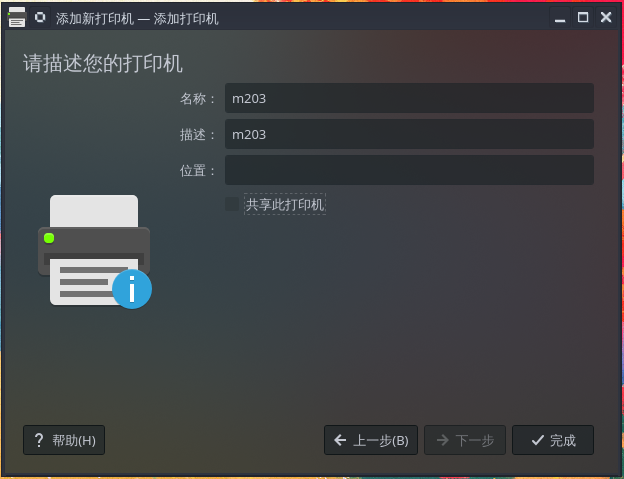 添加新打印机 — 添加打印机
请描述您的打印机
名称： m203
描述： m203
位置：
共享此打印机
i
? 帮助(H) 上一步(B) 下一步 完成